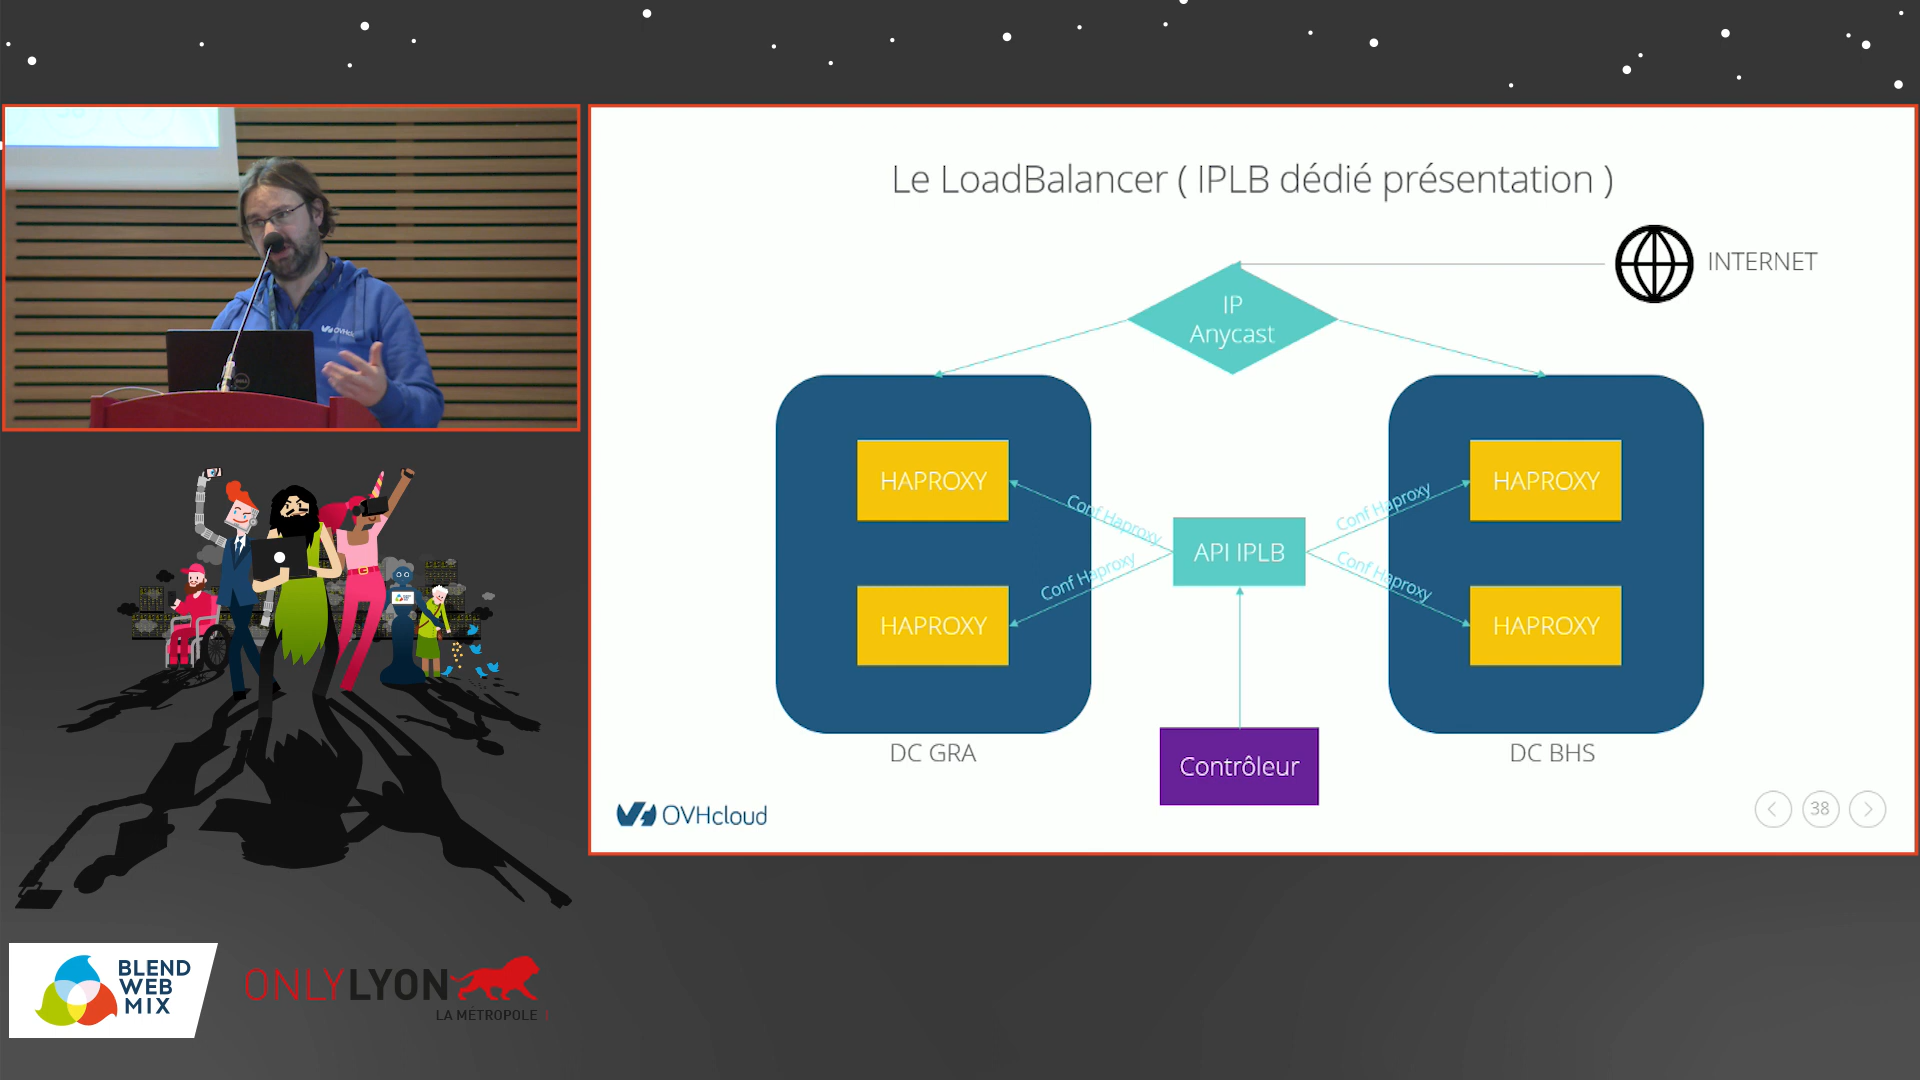 Le LoadBalancer ( IPLB dédié présentation )
INTERNET
IP
Anycast
HAPROXY
HAPROXY
Conf Haproxy
Conf Haproxy
API IPLB
Conf Haproxy
Conf Haproxy
HAPROXY
HAPROXY
DC GRA
Contrôleur
DC BHS
OVHcloud
38
BLEND
WEB
MIX
ONLYLYON
LA MÉTROPOLE